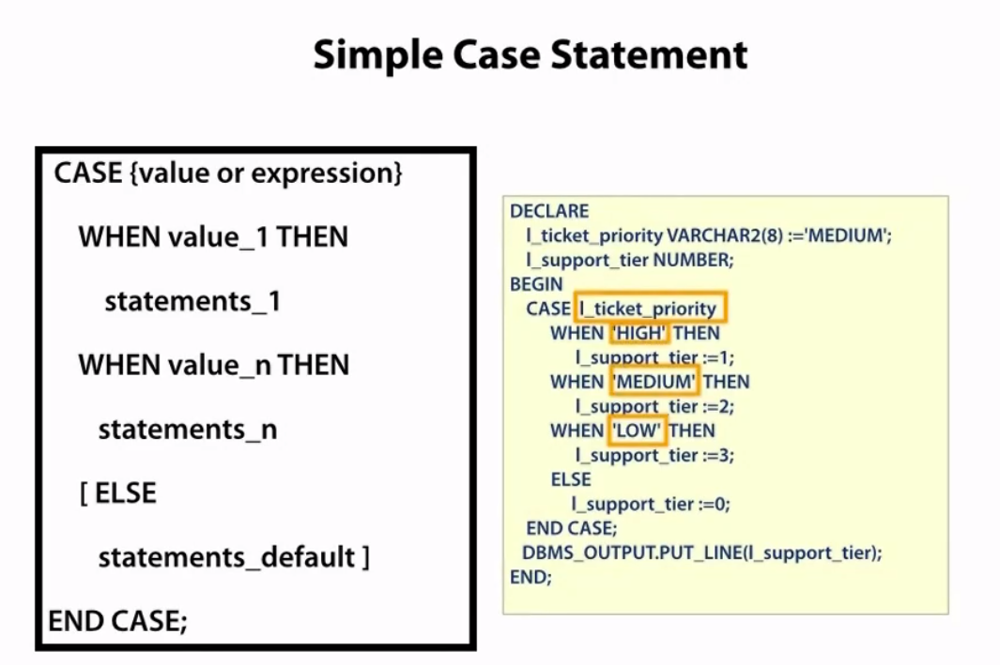 Simple Case Statement
CASE {value or expression}
WHEN value_1 THEN
statements_1
WHEN value_n THEN
statements_n
[ ELSE
statements_default ]
END CASE;
DECLARE
l_ticket_priority VARCHAR2(8) :='MEDIUM';
l_support_tier NUMBER;
BEGIN
CASE l_ticket_priority
WHEN 'HIGH' THEN
l_support_tier :=1;
WHEN 'MEDIUM' THEN
l_support_tier :=2;
WHEN 'LOW' THEN
l_support_tier :=3;
ELSE
l_support_tier :=0;
END CASE;
DBMS_OUTPUT.PUT_LINE(l_support_tier);
END;